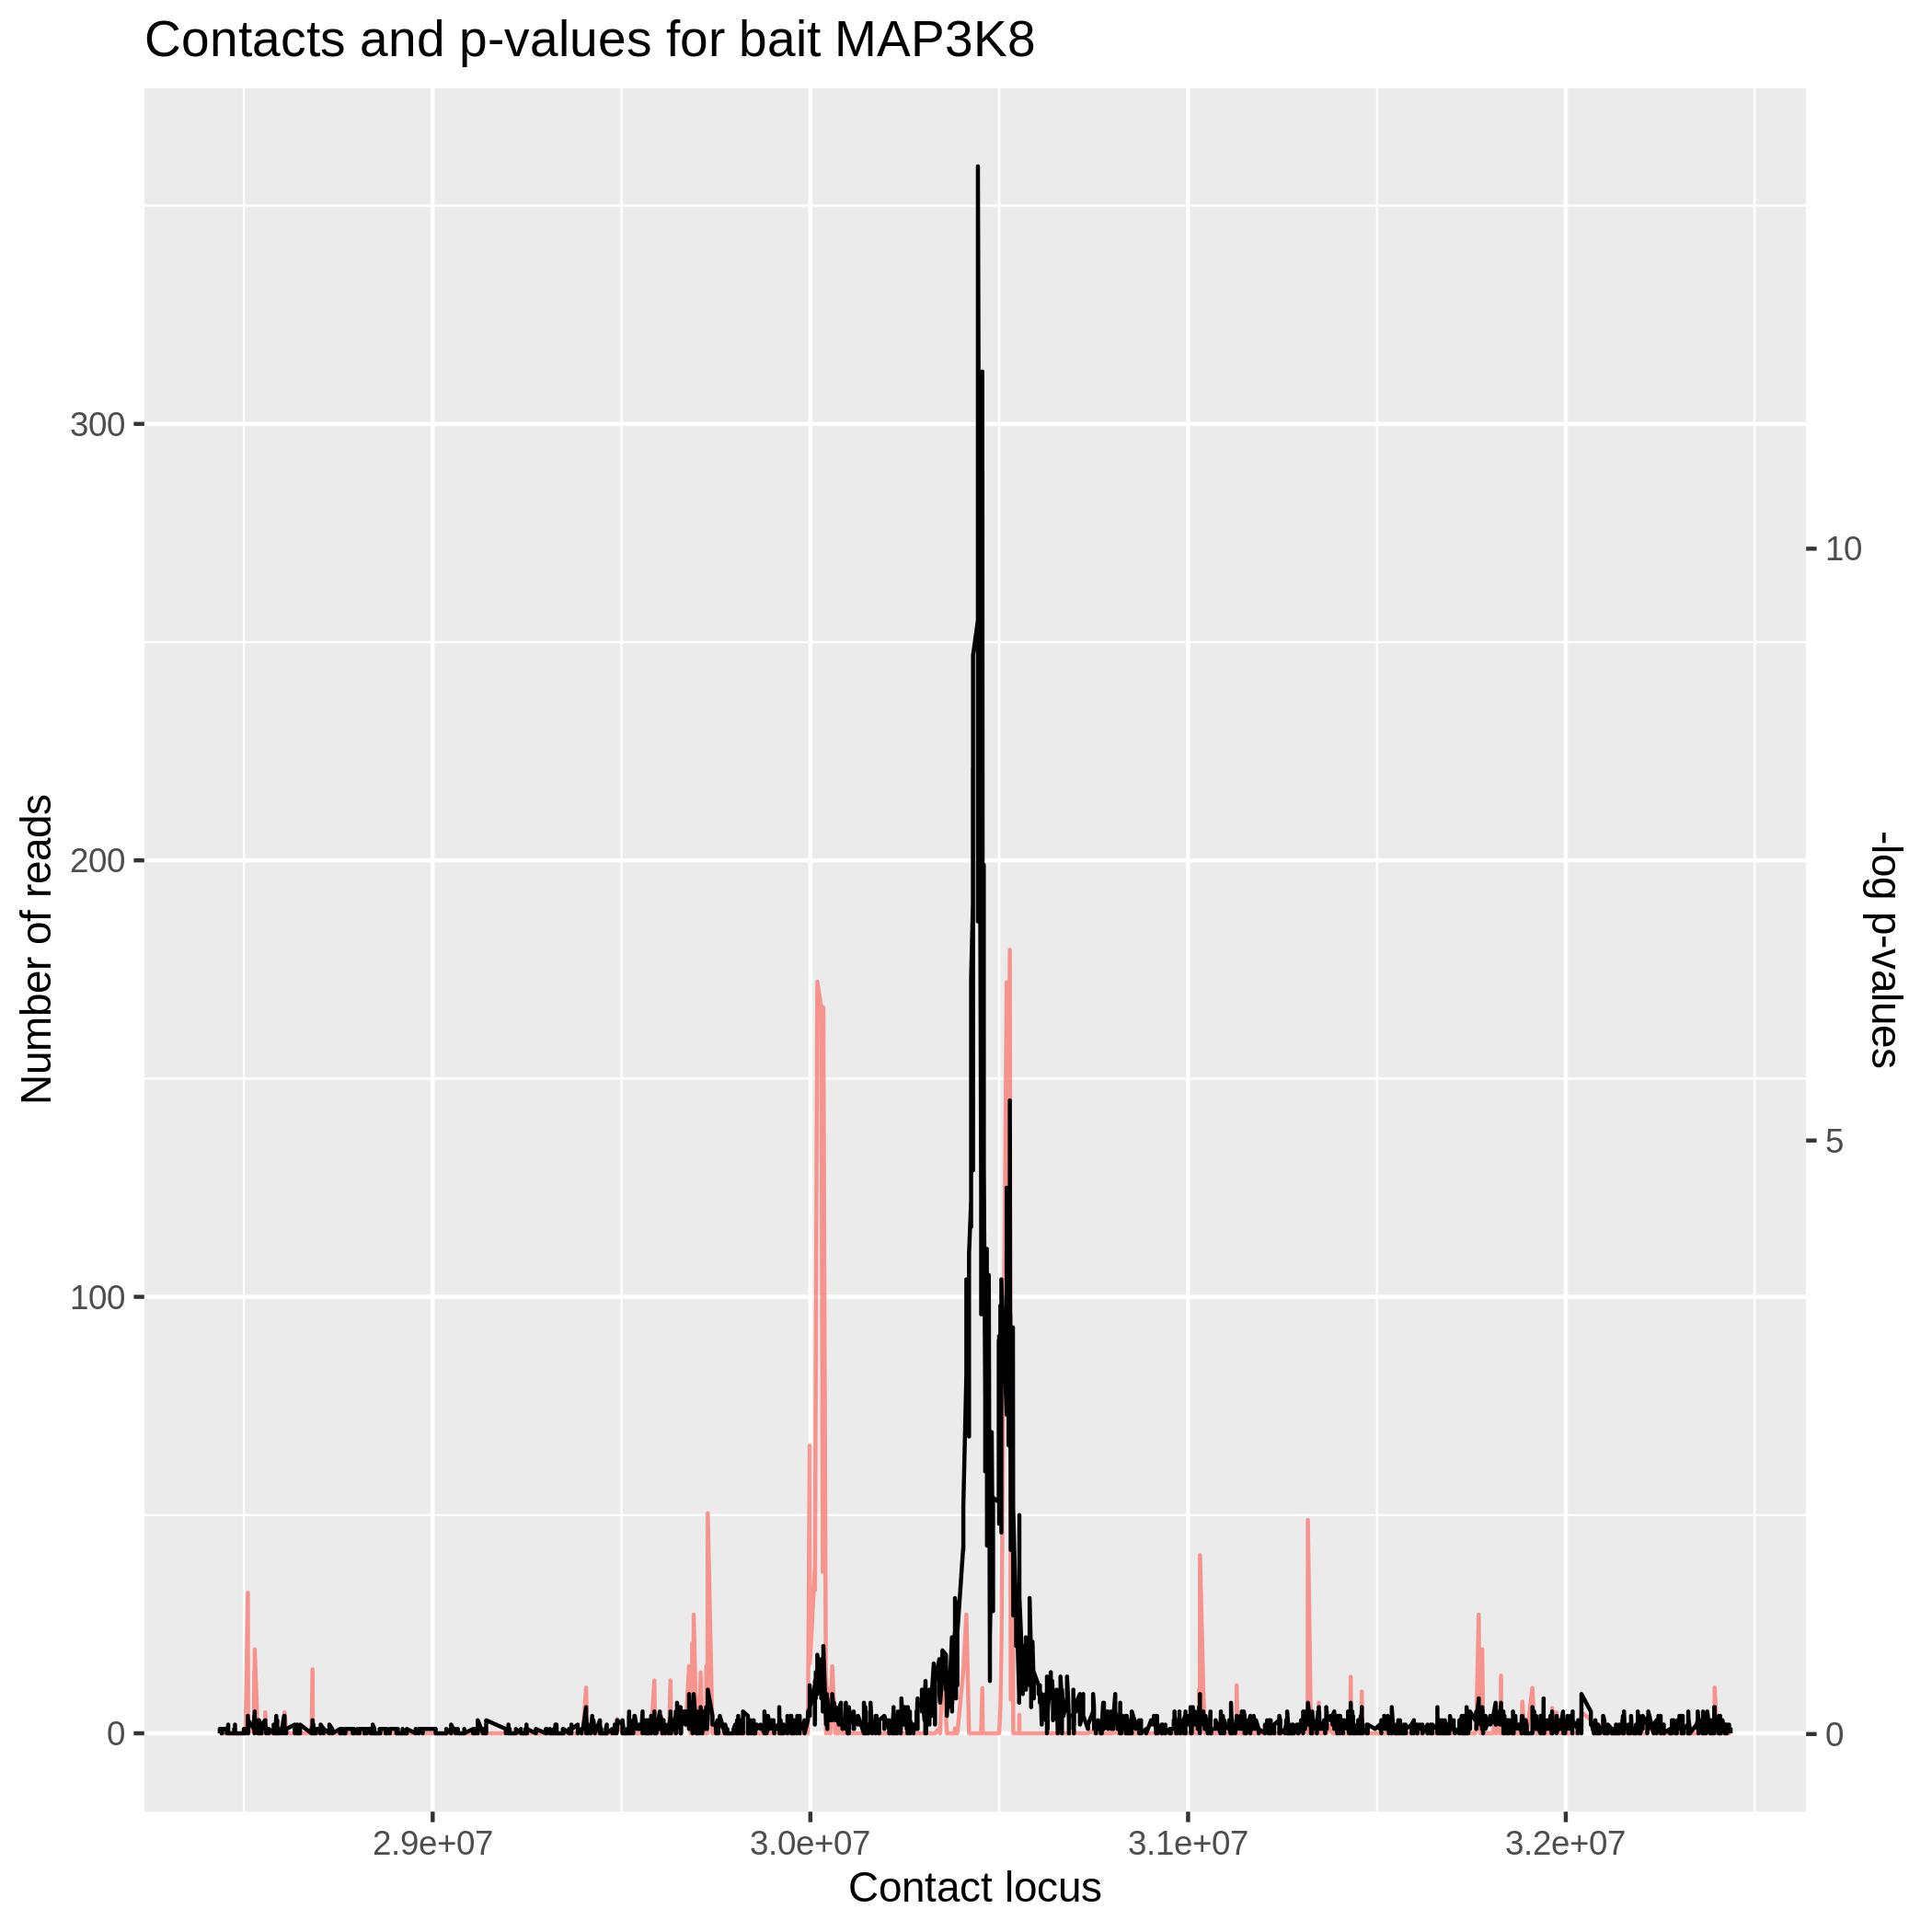 Contacts and p-values for bait MAP3K8
300
200
100
0
Number of reads
10
5
0
-log p-values
2.9e+07 3.0e+07 3.1e+07 3.2e+07
Contact locus